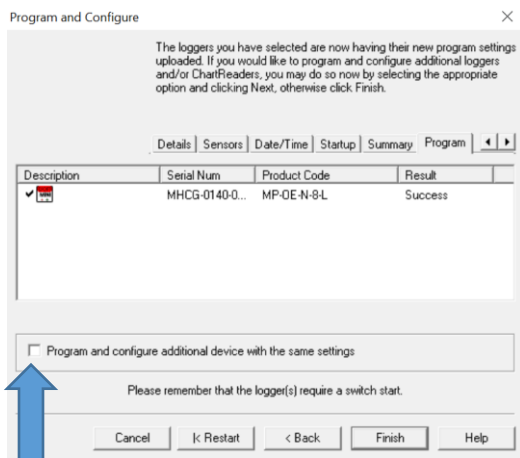 Program and Configure
The loggers you have selected are now having their new program settings
uploaded. If you would like to program and configure additional loggers
and/or ChartReaders, you may do so now by selecting the appropriate
option and clicking Next, otherwise click Finish.
Details Sensors Date/Time Startup Summary Program
Description Serial Num Product Code Result
MHCG-0140-0... MP-OE-N-8-L Success
Program and configure additional device with the same settings
Please remember that the logger(s) require a switch start.
Cancel |< Restart < Back Finish Help